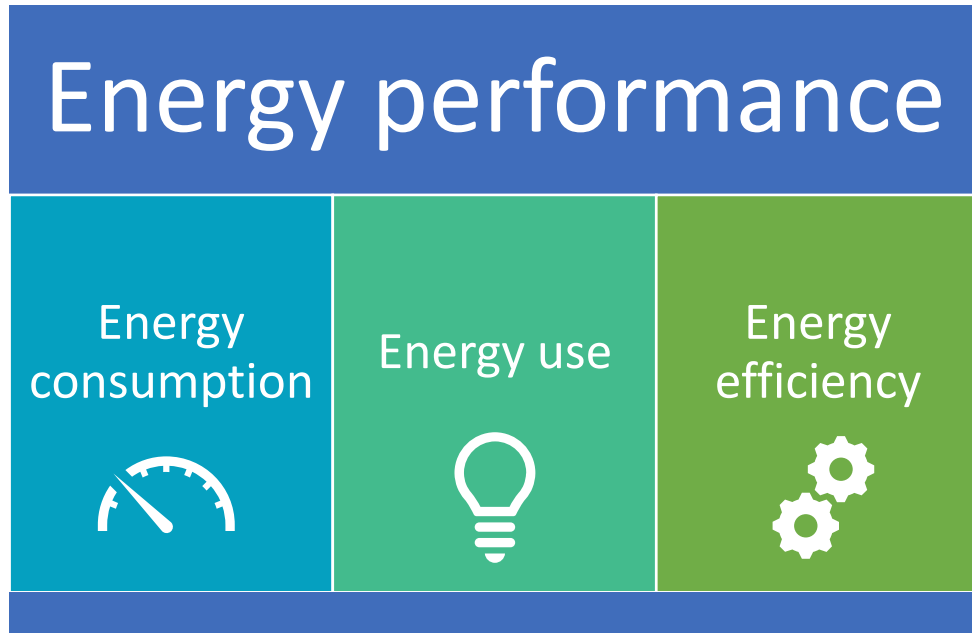 Energy performance
Energy
consumption
Energy use
Energy
efficiency